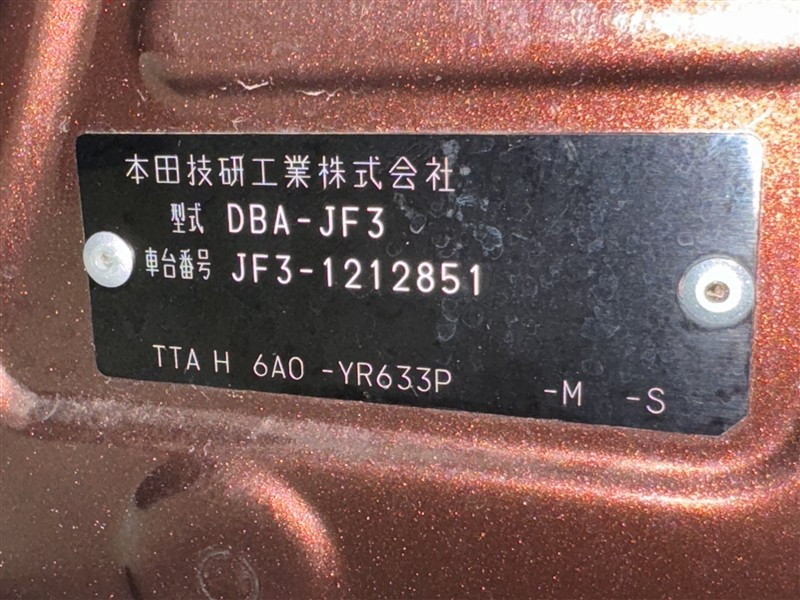 本田技研工業株式会社
型式 DBA-JF3
車台番号 JF3-1212851
TTA H 6A0 -YR633P -M -S